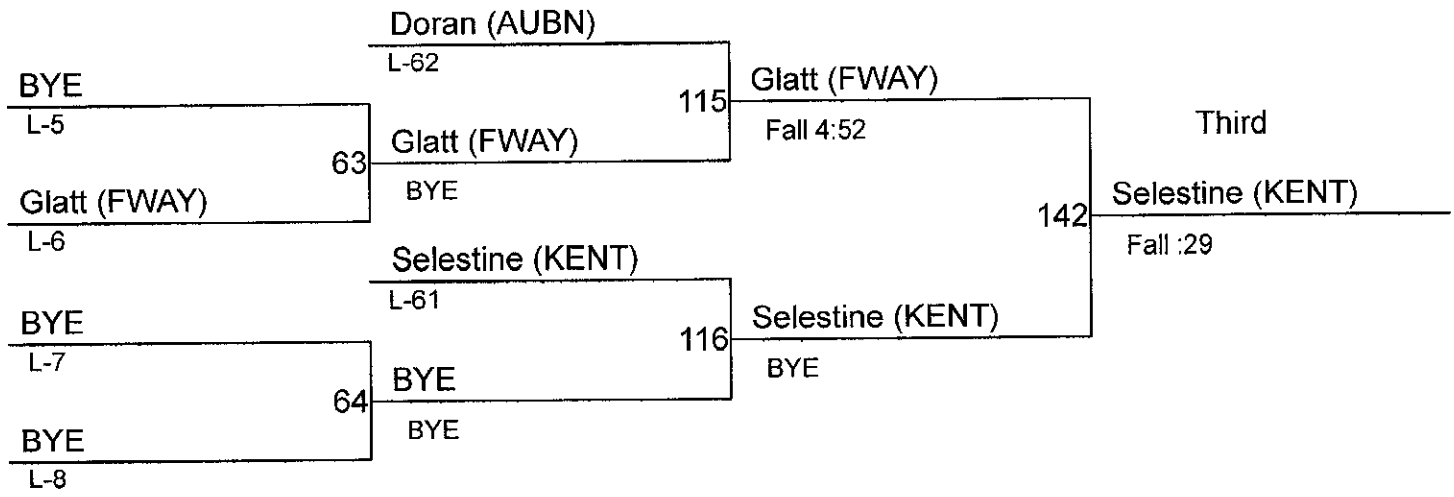 Doran (AUBN)
L-62
BYE
L-5
115
Glatt (FWAY)
Fall 4:52
Third
63
Glatt (FWAY)
BYE
Glatt (FWAY)
L-6
142
Selestine (KENT)
Fall :29
Selestine (KENT)
L-61
BYE
L-7
116
Selestine (KENT)
BYE
64
BYE
BYE
BYE
L-8